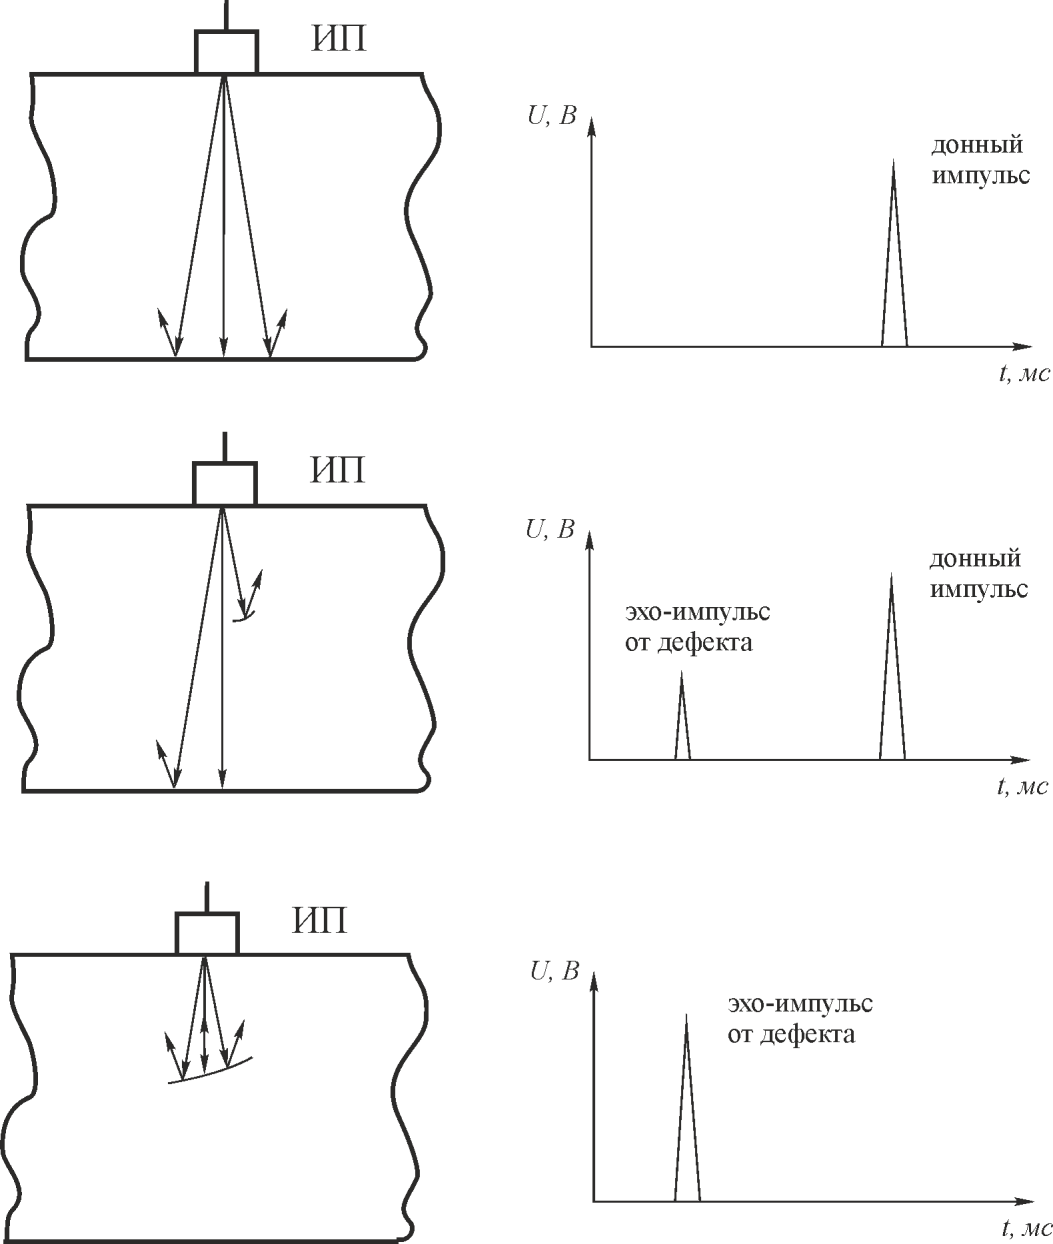 ИП
U, В
донный
импульс
t, мс
ИП
U, В
донный
импульс
эхо-импульс
от дефекта
t, мс
ИП
U, В
эхо-импульс
от дефекта
t, мс